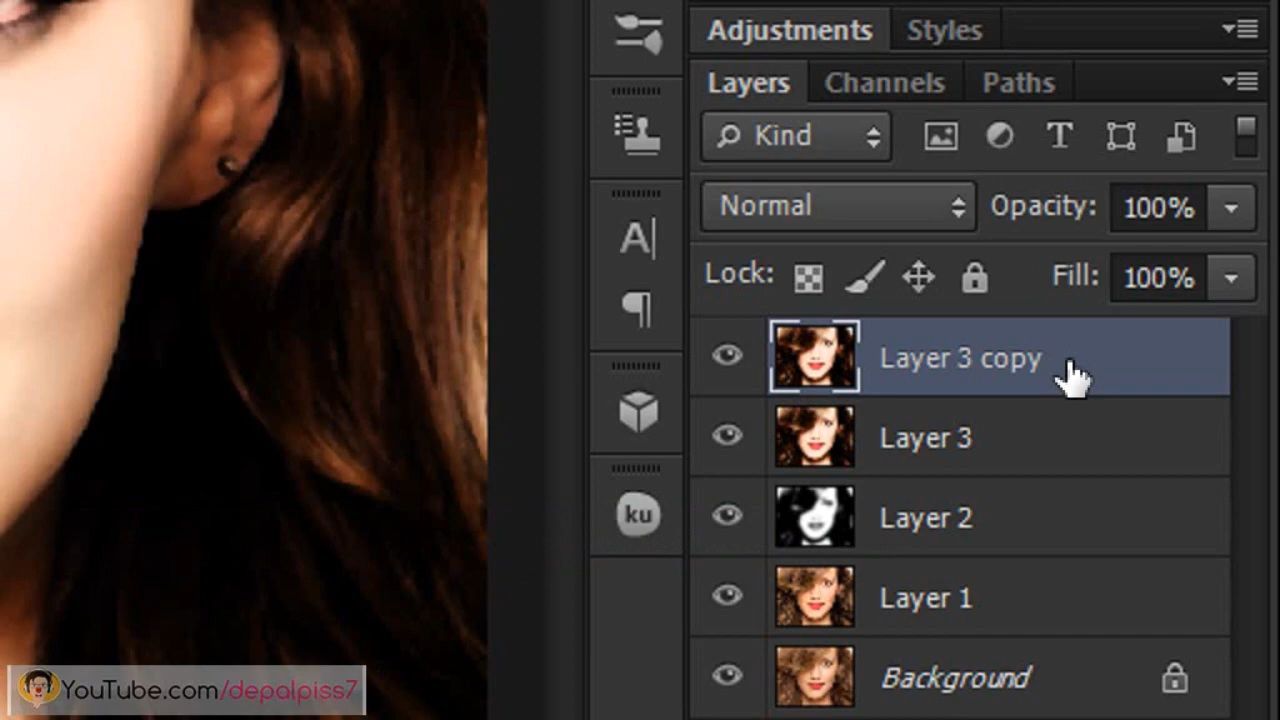 Adjustments Styles
Layers Channels Paths
Kind T
Normal Opacity: 100%
A|
Lock: Fill: 100%
Layer 3 copy
Layer 3
ku
Layer 2
Layer 1
Background
YouTube.com/depalpiss7